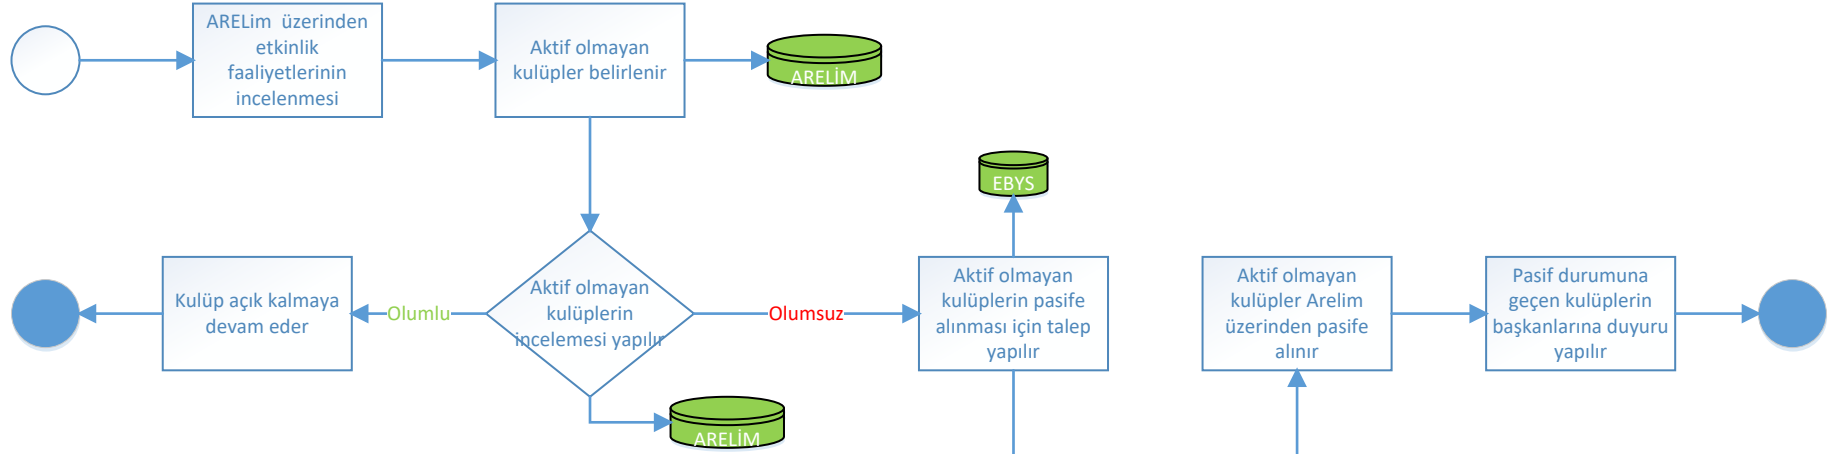 ARELim üzerinden
etkinlik
faaliyetlerinin
incelenmesi
Aktif olmayan
kulüpler belirlenir
ARELİM
EBYS
Kulüp açık kalmaya
devam eder
Olumlu
Aktif olmayan
kulüplerin
incelemesi yapılır
Olumsuz
Aktif olmayan
kulüplerin pasife
alınması için talep
yapılır
Aktif olmayan
kulüpler Arelim
üzerinden pasife
alınır
Pasif durumuna
geçen kulüplerin
başkanlarına duyuru
yapılır
ARELİM